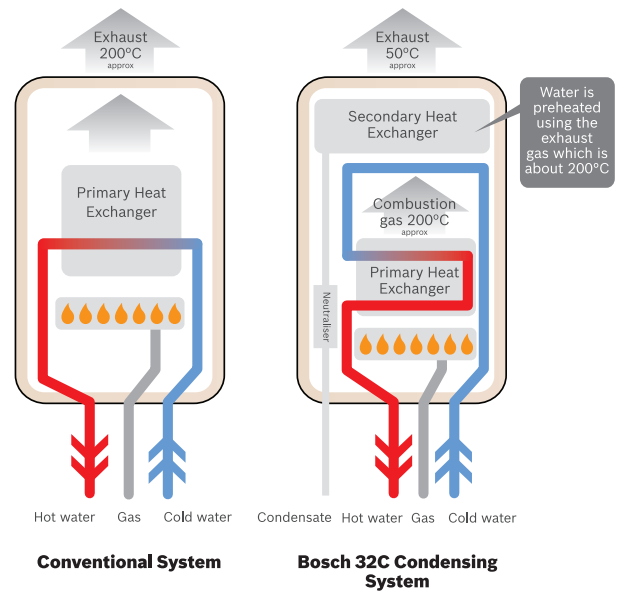 Exhaust
200°C
approx
Primary Heat
Exchanger
Hot water
Gas
Cold water
Conventional System
Exhaust
50°C
approx
Secondary Heat
Exchanger
Water is
preheated
using the
exhaust
gas which is
about 200°C
Combustion
gas 200°C
approx
Primary Heat
Exchanger
Neutraliser
Condensate
Hot water
Gas
Cold water
Bosch 32C Condensing
System